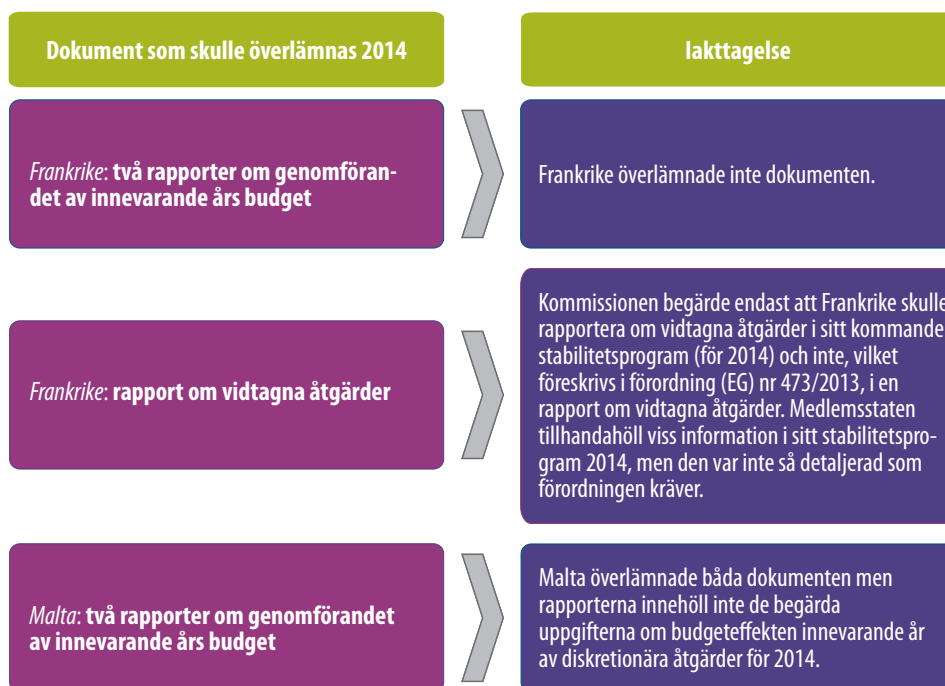 Dokument som skulle överlämnas 2014
Iakttagelse
Frankrike: två rapporter om genomföran-
det av innevarande års budget
Frankrike överlämnade inte dokumenten.
Frankrike: rapport om vidtagna åtgärder
Kommissionen begärde endast att Frankrike skulle
rapportera om vidtagna åtgärder i sitt kommande
stabilitetsprogram (för 2014) och inte, vilket
föreskrivs i förordning (EG) nr 473/2013, i en
rapport om vidtagna åtgärder. Medlemsstaten
tillhandahöll viss information i sitt stabilitetspro-
gram 2014, men den var inte så detaljerad som
förordningen kräver.
Malta: två rapporter om genomförandet
av innevarande års budget
Malta överlämnade båda dokumenten men
rapporterna innehöll inte de begärda
uppgifterna om budgeteffekten innevarande år
av diskretionära åtgärder för 2014.